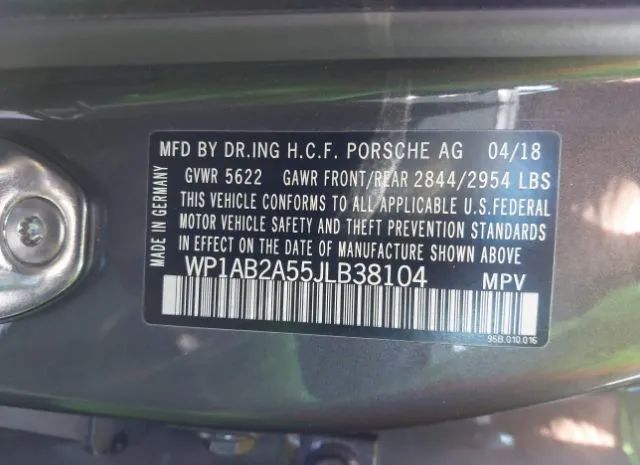 MFD BY DR.ING H.C.F. PORSCHE AG 04/18
GVWR 5622 GAWR FRONT/REAR 2844/2954 LBS
THIS VEHICLE CONFORMS TO ALL APPLICABLE U.S.FEDERAL
MOTOR VEHICLE SAFETY AND THEFT PREVENTION STANDARDS
IN EFFECT ON THE DATE OF MANUFACTURE SHOWN ABOVE
WP1AB2A55JLB38104 MPV
95B.010.016
MADE IN GERMANY